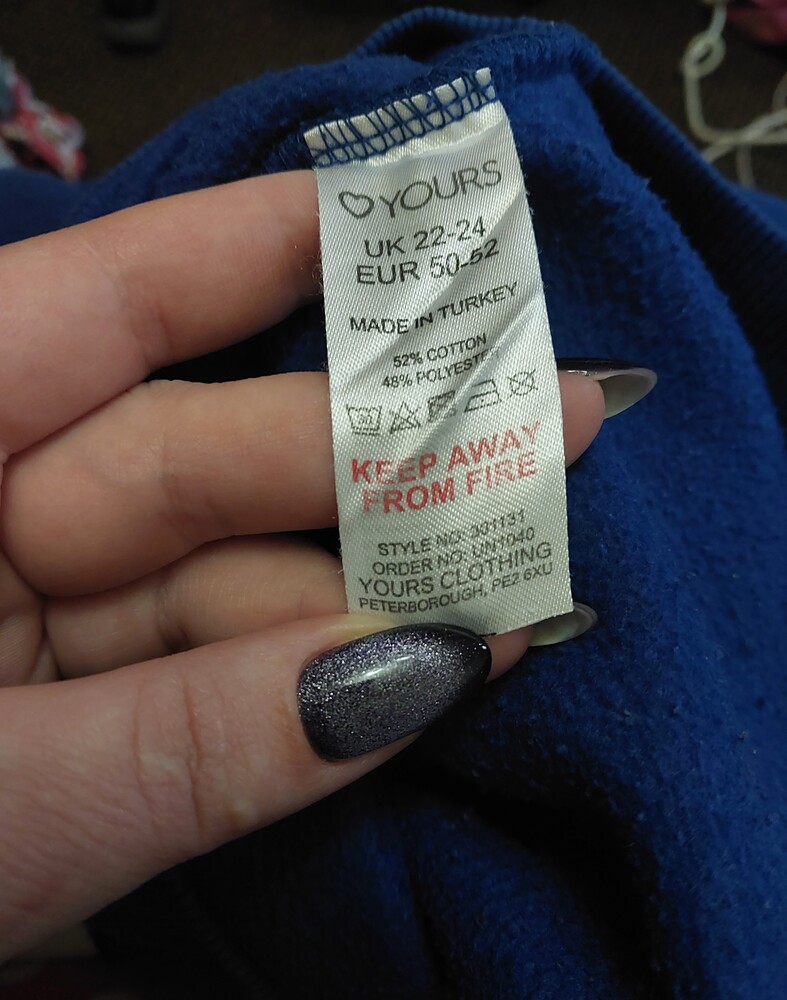 YOURS
UK 22-24
EUR 50-52
MADE IN TURKEY
52% COTTON
48% POLYESTER
KEEP AWAY
FROM FIRE
STYLE NO: 301131
ORDER NO: UN1040
YOURS CLOTHING
PETERBOROUGH, PE2 6XU